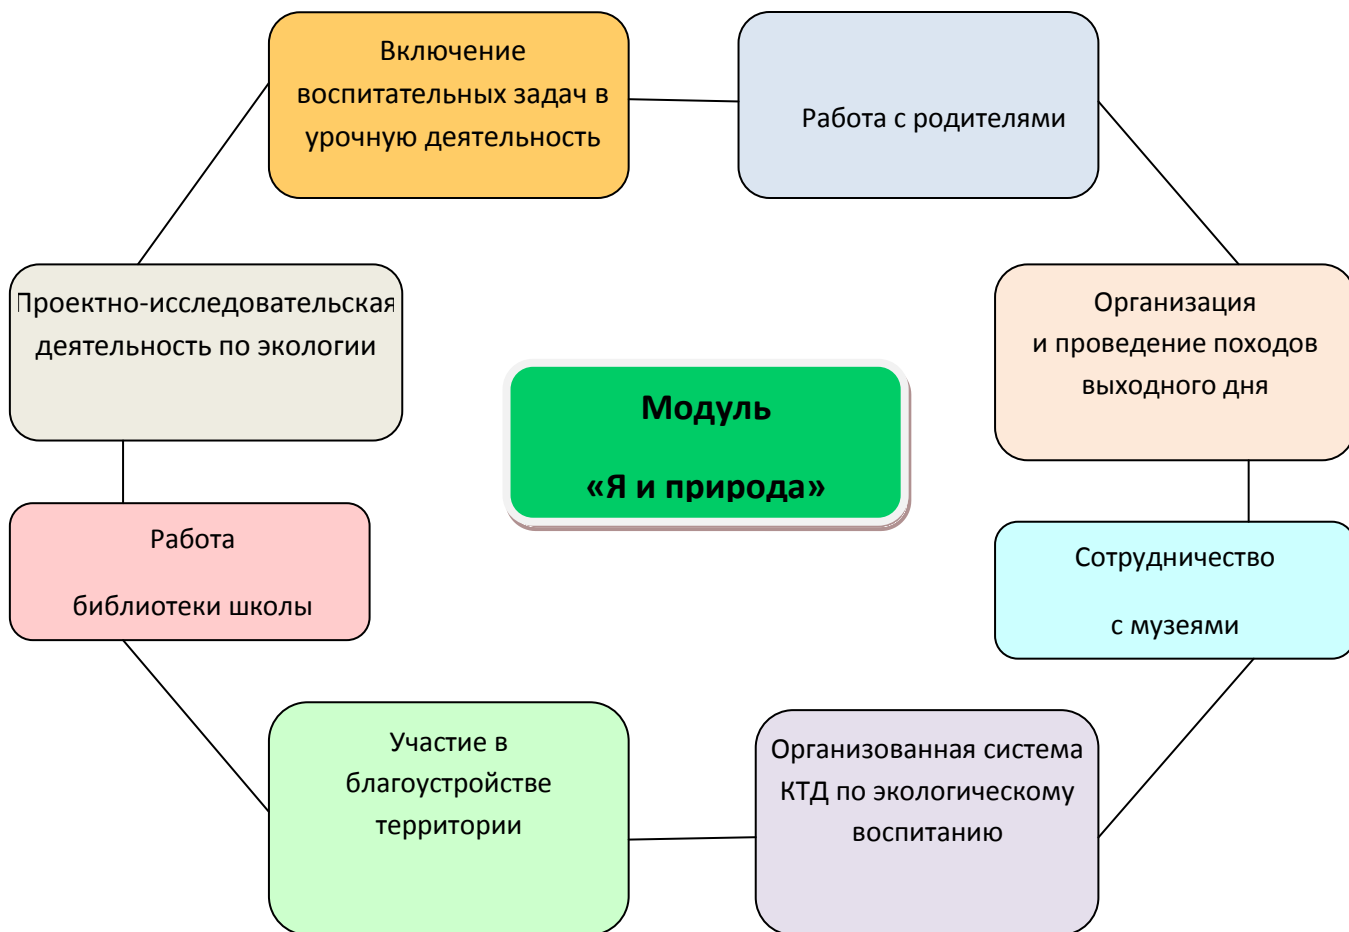 Включение
воспитательных задач в
урочную деятельность
Работа с родителями
Проектно-исследовательская
деятельность по экологии
Организация
и проведение походов
выходного дня
Модуль
«Я и природа»
Работа
библиотеки школы
Сотрудничество
с музеями
Участие в
благоустройстве
территории
Организованная система
КТД по экологическому
воспитанию